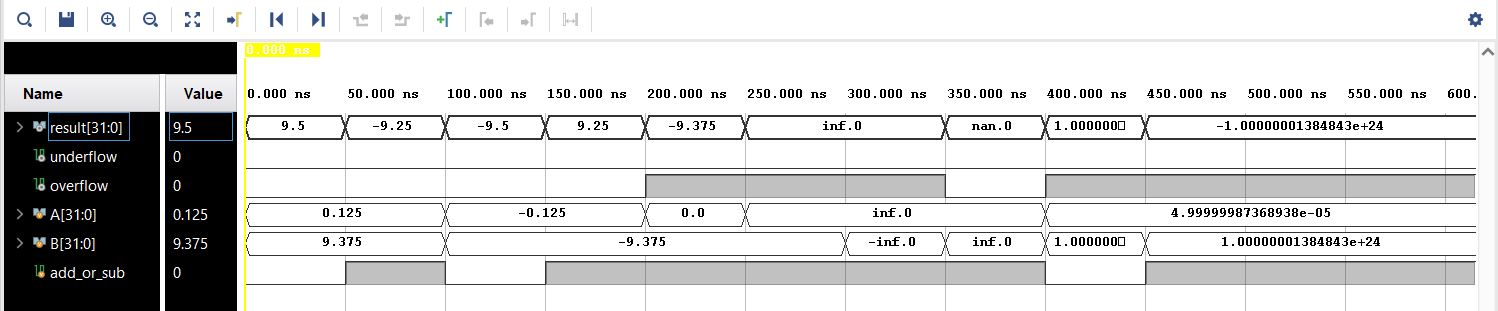 0.000 ns
Name Value 0.000 ns 50.000 ns 100.000 ns 150.000 ns 200.000 ns 250.000 ns 300.000 ns 350.000 ns 400.000 ns 450.000 ns 500.000 ns 550.000 ns 600.
result[31:0] 9.5 9.5 -9.25 -9.5 9.25 -9.375 inf.0 nan.0 1.000000▯ -1.00000001384843e+24
underflow 0
overflow 0
A[31:0] 0.125 0.125 -0.125 0.0 inf.0 4.99999987368938e-05
B[31:0] 9.375 9.375 -9.375 -inf.0 inf.0 1.000000▯ 1.00000001384843e+24
add_or_sub 0